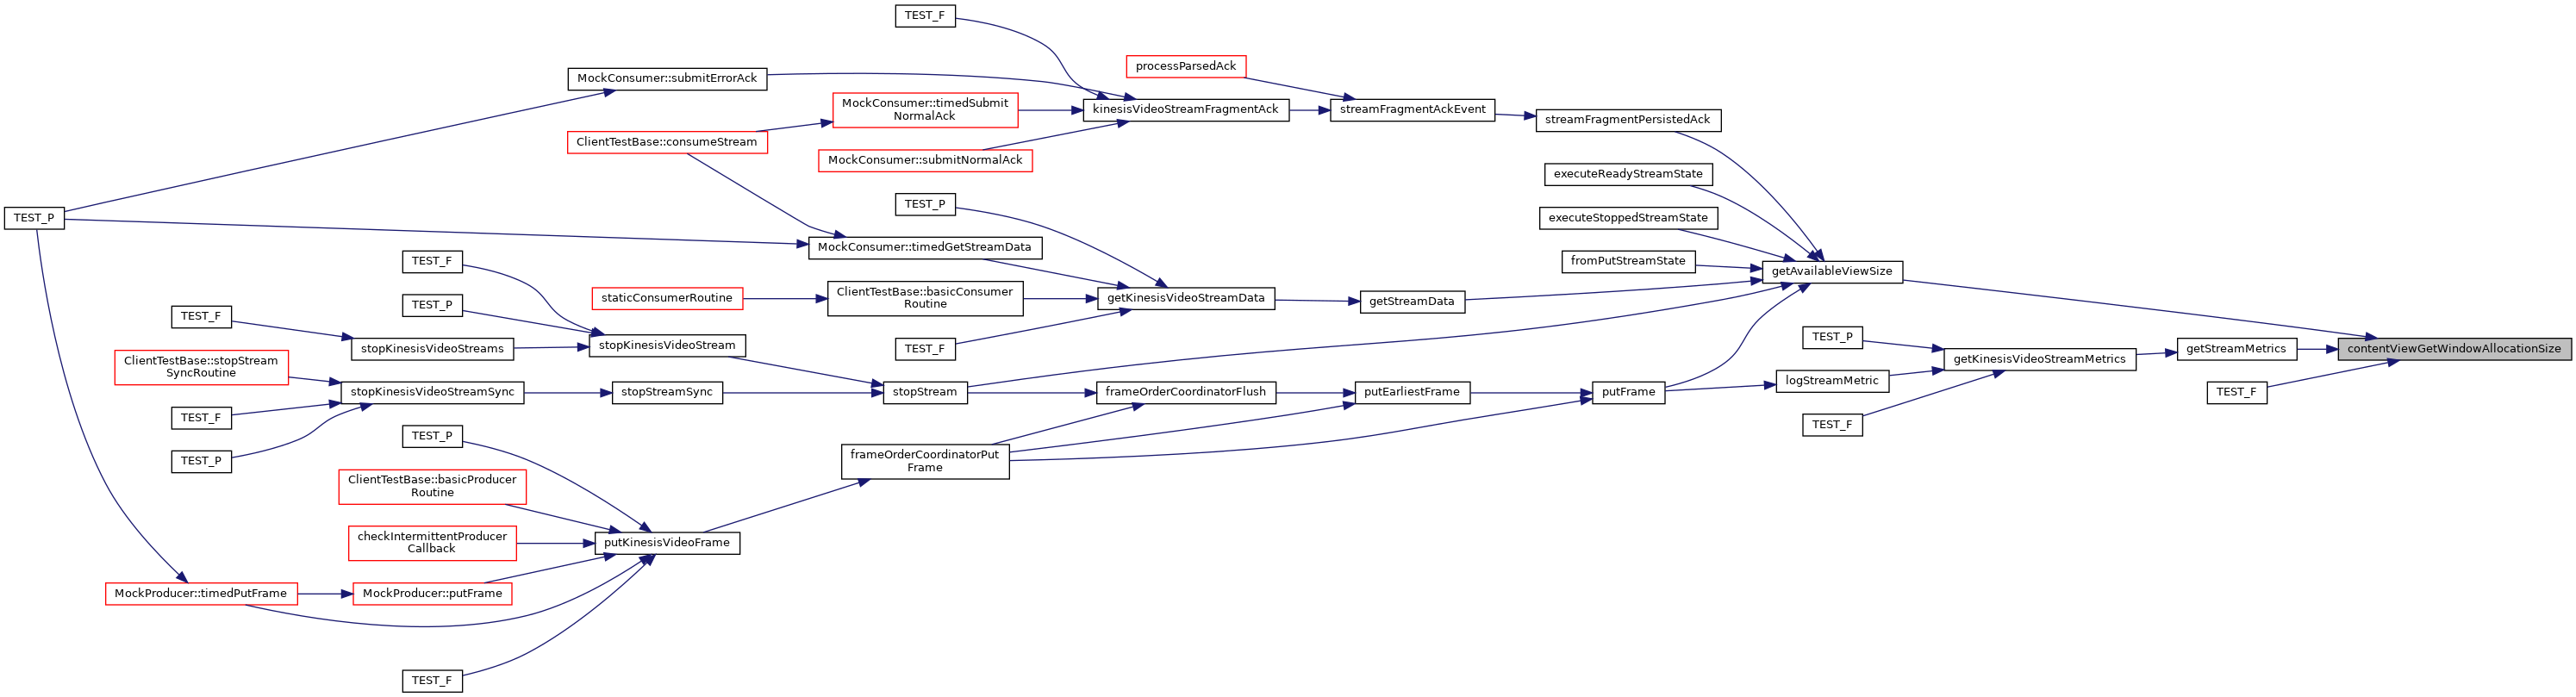 TEST_F
processParsedAck
MockConsumer::submitErrorAck
MockConsumer::timedSubmit
NormalAck
kinesisVideoStreamFragmentAck
streamFragmentAckEvent
streamFragmentPersistedAck
ClientTestBase::consumeStream
MockConsumer::submitNormalAck
executeReadyStreamState
TEST_P
TEST_P
executeStoppedStreamState
MockConsumer::timedGetStreamData
TEST_F
fromPutStreamState
getAvailableViewSize
staticConsumerRoutine
ClientTestBase::basicConsumer
Routine
getKinesisVideoStreamData
getStreamData
TEST_P
TEST_F
stopKinesisVideoStreams
stopKinesisVideoStream
TEST_F
TEST_P
getKinesisVideoStreamMetrics
getStreamMetrics
contentViewGetWindowAllocationSize
ClientTestBase::stopStream
SyncRoutine
stopKinesisVideoStreamSync
stopStreamSync
stopStream
frameOrderCoordinatorFlush
putEarliestFrame
putFrame
logStreamMetric
TEST_F
TEST_F
TEST_F
TEST_P
TEST_P
frameOrderCoordinatorPut
Frame
ClientTestBase::basicProducer
Routine
checkIntermittentProducer
Callback
putKinesisVideoFrame
MockProducer::timedPutFrame
MockProducer::putFrame
TEST_F